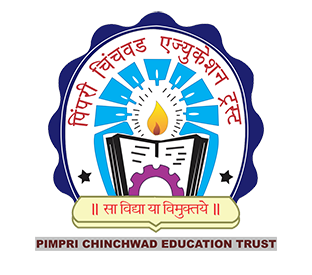 पिंपरी चिंचवड एज्युकेशन ट्रस्ट
॥ सा विद्या या विमुक्तये ॥
PIMPRI CHINCHWAD EDUCATION TRUST